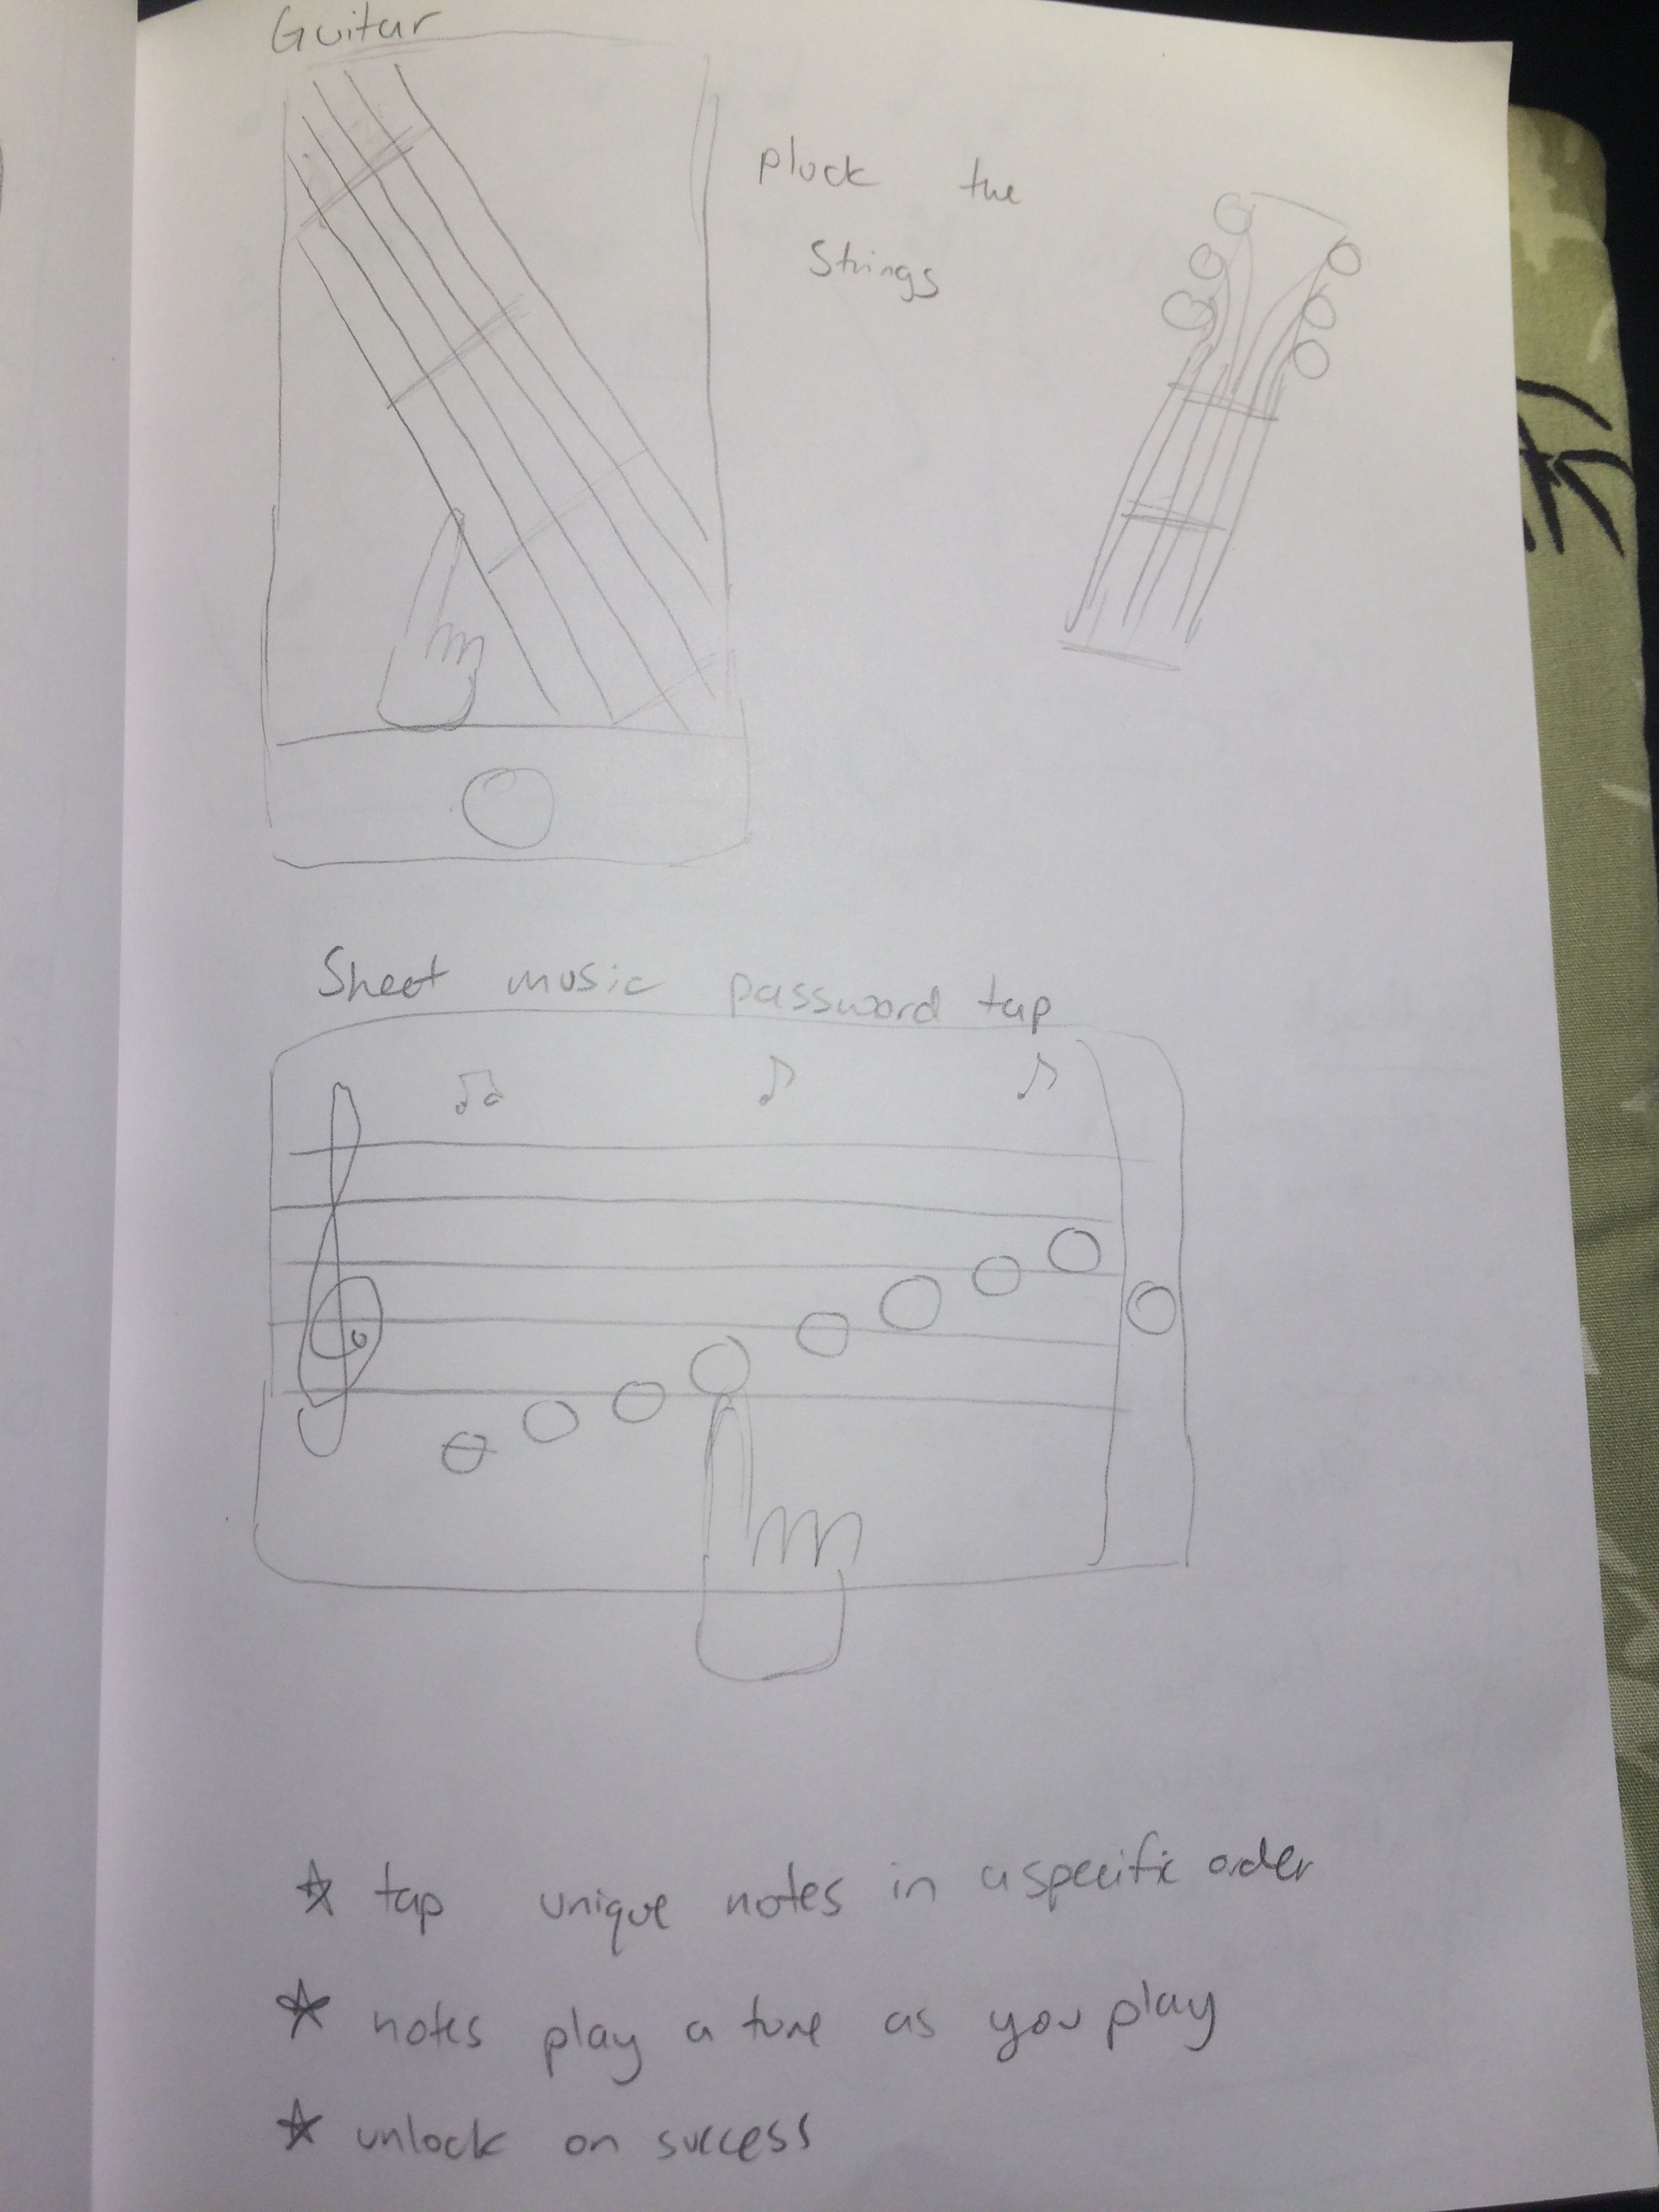 Guitar
pluck the
strings
Sheet music password tap
☆ tap unique notes in a specific order
☆ notes play a tune as you play
☆ unlock on success